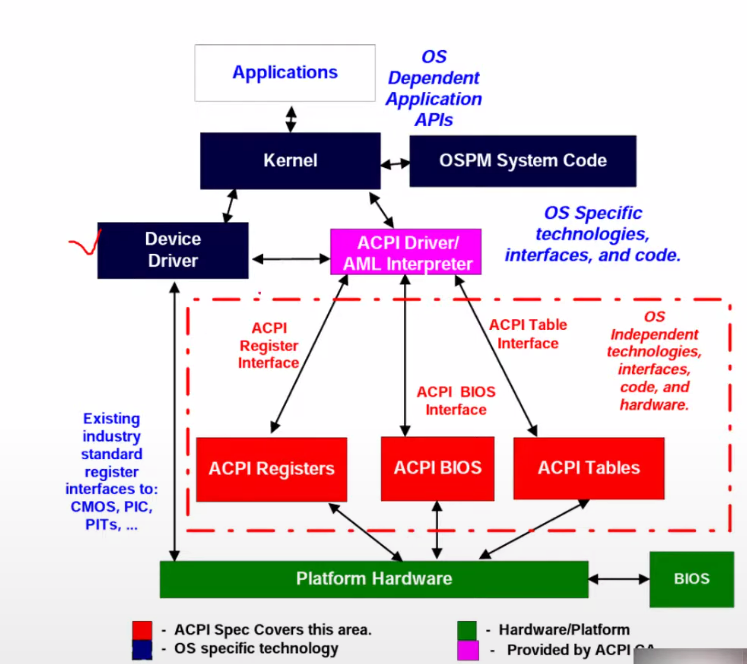 Applications
OS
Dependent
Application
APIs
Kernel
OSPM System Code
OS Specific
technologies,
interfaces, and code.
Device
Driver
ACPI Driver/
AML Interpreter
ACPI
Register
Interface
ACPI Table
Interface
OS
Independent
technologies,
interfaces,
code, and
hardware.
ACPI BIOS
Interface
Existing
industry
standard
register
interfaces to:
CMOS, PIC,
PITs, ...
ACPI Registers
ACPI BIOS
ACPI Tables
Platform Hardware
BIOS
- ACPI Spec Covers this area.
- OS specific technology
- Hardware/Platform
- Provided by ACPI CA